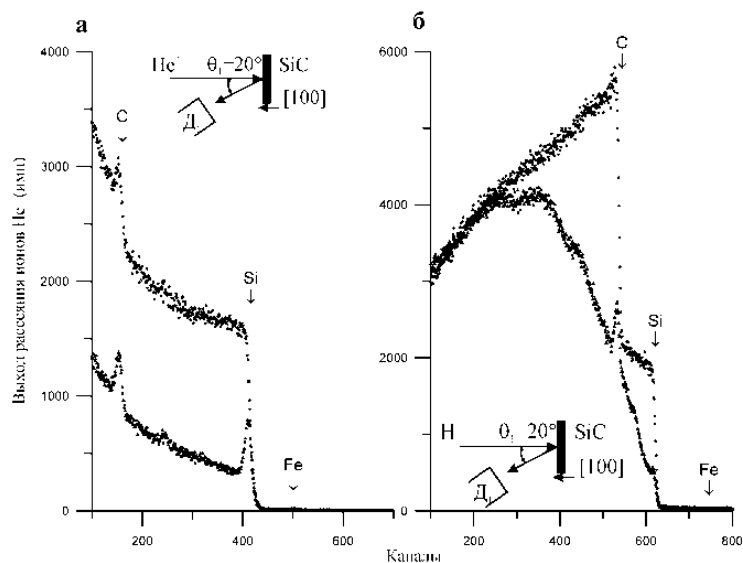 а
4000
3000
2000
1000
0
200
400
600
Выход рассеяния ионов He (имп)
He⁺
θ₁=20°
SiC
Д
[100]
C
Si
Fe
б
6000
4000
2000
0
200
400
600
800
C
Si
Fe
H
θ₁ 20°
SiC
Д₁
[100]
Каналы